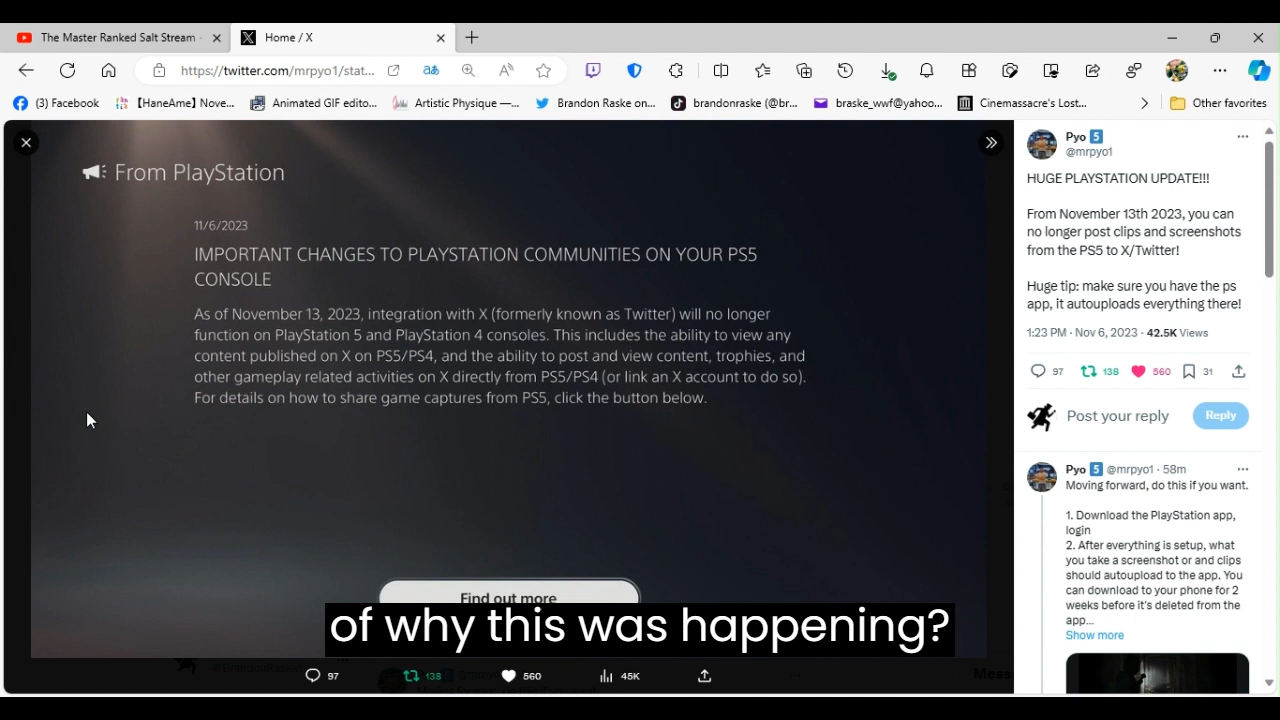 The Master Ranked Salt Stream -
Home / X
https://twitter.com/mrpyo1/stat...
(3) Facebook
[HaneAme] Nove...
Animated GIF edito...
Artistic Physique —...
Brandon Raske on...
brandonraske (@br...
braske_wwf@yahoo...
Cinemassacre's Lost...
Other favorites
From PlayStation
11/6/2023
IMPORTANT CHANGES TO PLAYSTATION COMMUNITIES ON YOUR PS5
CONSOLE
As of November 13, 2023, integration with X (formerly known as Twitter) will no longer
function on PlayStation 5 and PlayStation 4 consoles. This includes the ability to view any
content published on X on PS5/PS4, and the ability to post and view content, trophies, and
other gameplay related activities on X directly from PS5/PS4 (or link an X account to do so).
For details on how to share game captures from PS5, click the button below.
Find out more
of why this was happening?
97
138
560
45K
Pyo 5
@mrpyo1
HUGE PLAYSTATION UPDATE!!!
From November 13th 2023, you can
no longer post clips and screenshots
from the PS5 to X/Twitter!
Huge tip: make sure you have the ps
app, it autouploads everything there!
1:23 PM · Nov 6, 2023 · 42.5K Views
97
138
560
31
Post your reply
Reply
Pyo 5 @mrpyo1 · 58m
Moving forward, do this if you want.
1. Download the PlayStation app,
login
2. After everything is setup, what
you take a screenshot or and clips
should autoupload to the app. You
can download to your phone for 2
weeks before it's deleted from the
app...
Show more